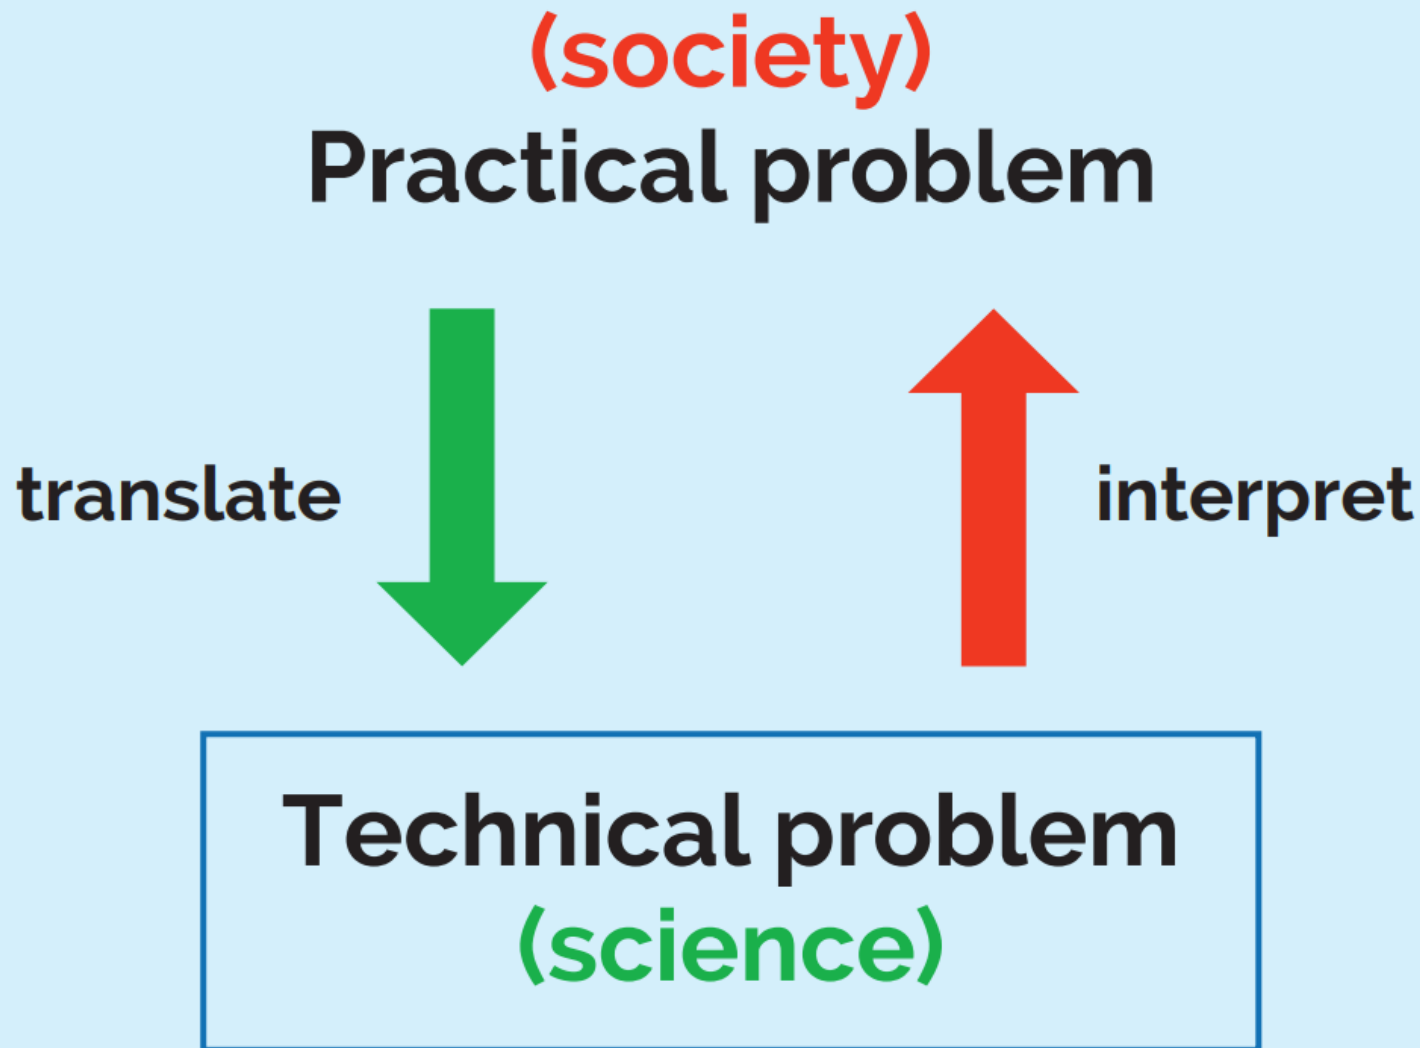 (society)
Practical problem
translate
interpret
Technical problem
(science)